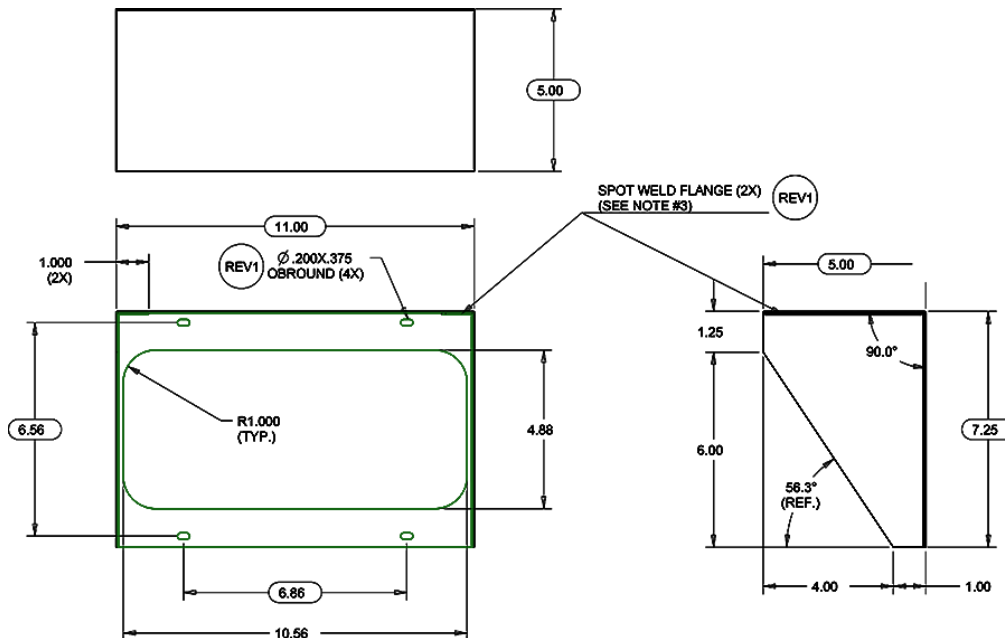 5.00
SPOT WELD FLANGE (2X)
(SEE NOTE #3)
REV1
11.00
1.000
(2X)
REV1
Ø .200X.375
OBROUND (4X)
5.00
1.25
90.0°
R1.000
(TYP.)
6.56
4.88
6.00
7.25
56.3°
(REF.)
6.86
4.00
1.00
10.56